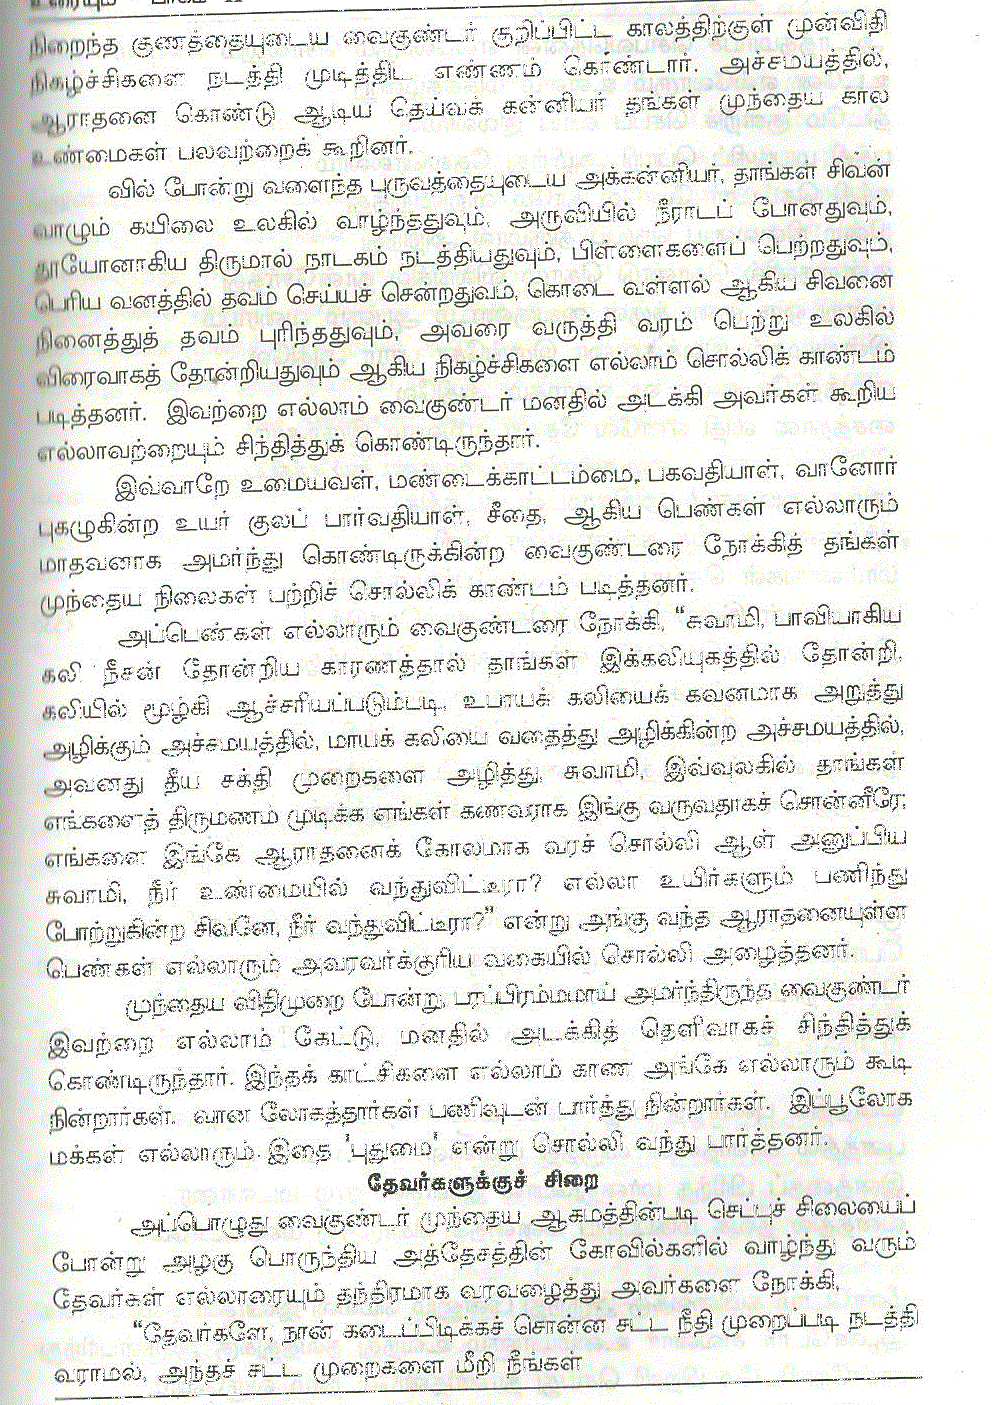 நிறைந்த குணத்தையுடைய வைகுண்டர் குறிப்பிட்ட காலத்திற்குள் முன்விதி
நிகழ்ச்சிகளை நடத்தி முடித்திட எண்ணம் கொண்டார். அச்சமயத்தில்,
ஆராதனை கொண்டு ஆடிய தெய்வக் கன்னியர் தங்கள் முந்தைய கால
உண்மைகள் பலவற்றைக் கூறினர்.
வில் போன்று வளைந்த புருவத்தையுடைய அக்கன்னியர், தாங்கள் சிவன்
வாழும் கயிலை உலகில் வாழ்ந்ததுவும், அருவியில் நீராடப் போனதுவும்,
தூயோனாகிய திருமால் நாடகம் நடத்தியதுவும், பிள்ளைகளைப் பெற்றதுவும்,
பெரிய வனத்தில் தவம் செய்யச் சென்றதுவம், கொடை வள்ளல் ஆகிய சிவனை
நினைத்துத் தவம் புரிந்ததுவும், அவரை வருத்தி வரம் பெற்று உலகில்
விரைவாகத் தோன்றியதுவும் ஆகிய நிகழ்ச்சிகளை எல்லாம் சொல்லிக் காண்டம்
படித்தனர். இவற்றை எல்லாம் வைகுண்டர் மனதில் அடக்கி அவர்கள் கூறிய
எல்லாவற்றையும் சிந்தித்துக் கொண்டிருந்தார்.
இவ்வாறே உமையவள், மண்டைக்காட்டம்மை, பகவதியாள், வானோர்
புகழுகின்ற உயர் குலப் பார்வதியாள், சீதை, ஆகிய பெண்கள் எல்லாரும்
மாதவனாக அமர்ந்து கொண்டிருக்கின்ற வைகுண்டரை நோக்கித் தங்கள்
முந்தைய நிலைகள் பற்றிச் சொல்லிக் காண்டம் படித்தனர்.
அப்பெண்கள் எல்லாரும் வைகுண்டரை நோக்கி, “சுவாமி, பாவியாகிய
கலி நீசன் தோன்றிய காரணத்தால் தாங்கள் இக்கலியுகத்தில் தோன்றி,
கலியில் மூழ்கி ஆச்சரியப்படும்படி, உபாயக் கலியைக் கவனமாக அறுத்து
அழிக்கும் அச்சமயத்தில், மாயக் கலியை வதைத்து அழிக்கின்ற அச்சமயத்தில்,
அவனது தீய சக்தி முறைகளை அழித்து, சுவாமி, இவ்வுலகில் தாங்கள்
எங்களைத் திருமணம் முடிக்க எங்கள் கணவராக இங்கு வருவதாகச் சொன்னீரே;
எங்களை இங்கே ஆராதனைக் கோலமாக வரச் சொல்லி ஆள் அனுப்பிய
சுவாமி, நீர் உண்மையில் வந்துவிட்டீரா? எல்லா உயிர்களும் பணிந்து
போற்றுகின்ற சிவனே, நீர் வந்துவிட்டீரா?” என்று அங்கு வந்த ஆராதனையுள்ள
பெண்கள் எல்லாரும் அவரவர்க்குரிய வகையில் சொல்லி அழைத்தனர்.
முந்தைய விதிமுறை போன்று, பரப்பிரம்மமாய் அமர்ந்திருந்த வைகுண்டர்
இவற்றை எல்லாம் கேட்டு, மனதில் அடக்கித் தெளிவாகச் சிந்தித்துக்
கொண்டிருந்தார். இந்தக் காட்சிகளை எல்லாம் காண அங்கே எல்லாரும் கூடி
நின்றார்கள். வான லோகத்தார்கள் பணிவுடன் பார்த்து நின்றார்கள். இப்பூலோக
மக்கள் எல்லாரும் இதை 'புதுமை' என்று சொல்லி வந்து பார்த்தனர்.
தேவர்களுக்குச் சிறை
அப்பொழுது வைகுண்டர் முந்தைய ஆகமத்தின்படி செப்புச் சிலையைப்
போன்று அழகு பொருந்திய அத்தேசத்தின் கோவில்களில் வாழ்ந்து வரும்
தேவர்கள் எல்லாரையும் தந்திரமாக வரவழைத்து அவர்களை நோக்கி,
“தேவர்களே, நான் கடைப்பிடிக்கச் சொன்ன சட்ட நீதி முறைப்படி நடத்தி
வராமல், அந்தச் சட்ட முறைகளை மீறி நீங்கள்